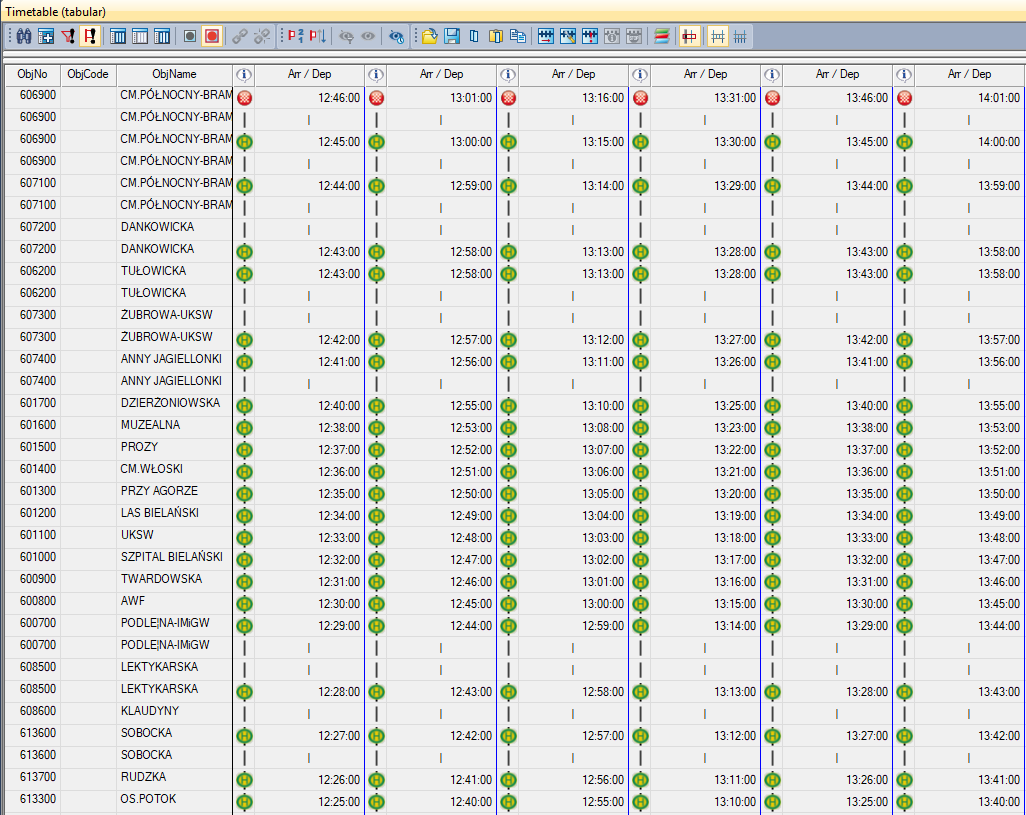 Timetable (tabular)
ObjNo ObjCode ObjName Arr / Dep Arr / Dep Arr / Dep Arr / Dep Arr / Dep Arr / Dep
606900 CM.PÓŁNOCNY-BRAM 12:46:00 13:01:00 13:16:00 13:31:00 13:46:00 14:01:00
606900 CM.PÓŁNOCNY-BRAM
606900 CM.PÓŁNOCNY-BRAM 12:45:00 13:00:00 13:15:00 13:30:00 13:45:00 14:00:00
606900 CM.PÓŁNOCNY-BRAM
607100 CM.PÓŁNOCNY-BRAM 12:44:00 12:59:00 13:14:00 13:29:00 13:44:00 13:59:00
607100 CM.PÓŁNOCNY-BRAM
607200 DANKOWICKA
607200 DANKOWICKA 12:43:00 12:58:00 13:13:00 13:28:00 13:43:00 13:58:00
606200 TUŁOWICKA 12:43:00 12:58:00 13:13:00 13:28:00 13:43:00 13:58:00
606200 TUŁOWICKA
607300 ŻUBROWA-UKSW
607300 ŻUBROWA-UKSW 12:42:00 12:57:00 13:12:00 13:27:00 13:42:00 13:57:00
607400 ANNY JAGIELLONKI 12:41:00 12:56:00 13:11:00 13:26:00 13:41:00 13:56:00
607400 ANNY JAGIELLONKI
601700 DZIERŻONIOWSKA 12:40:00 12:55:00 13:10:00 13:25:00 13:40:00 13:55:00
601600 MUZEALNA 12:38:00 12:53:00 13:08:00 13:23:00 13:38:00 13:53:00
601500 PROZY 12:37:00 12:52:00 13:07:00 13:22:00 13:37:00 13:52:00
601400 CM.WŁOSKI 12:36:00 12:51:00 13:06:00 13:21:00 13:36:00 13:51:00
601300 PRZY AGORZE 12:35:00 12:50:00 13:05:00 13:20:00 13:35:00 13:50:00
601200 LAS BIELAŃSKI 12:34:00 12:49:00 13:04:00 13:19:00 13:34:00 13:49:00
601100 UKSW 12:33:00 12:48:00 13:03:00 13:18:00 13:33:00 13:48:00
601000 SZPITAL BIELAŃSKI 12:32:00 12:47:00 13:02:00 13:17:00 13:32:00 13:47:00
600900 TWARDOWSKA 12:31:00 12:46:00 13:01:00 13:16:00 13:31:00 13:46:00
600800 AWF 12:30:00 12:45:00 13:00:00 13:15:00 13:30:00 13:45:00
600700 PODLE|NA-IMiGW 12:29:00 12:44:00 12:59:00 13:14:00 13:29:00 13:44:00
600700 PODLE|NA-IMiGW
608500 LEKTYKARSKA
608500 LEKTYKARSKA 12:28:00 12:43:00 12:58:00 13:13:00 13:28:00 13:43:00
608600 KLAUDYNY
613600 SOBOCKA 12:27:00 12:42:00 12:57:00 13:12:00 13:27:00 13:42:00
613600 SOBOCKA
613700 RUDZKA 12:26:00 12:41:00 12:56:00 13:11:00 13:26:00 13:41:00
613300 OS.POTOK 12:25:00 12:40:00 12:55:00 13:10:00 13:25:00 13:40:00